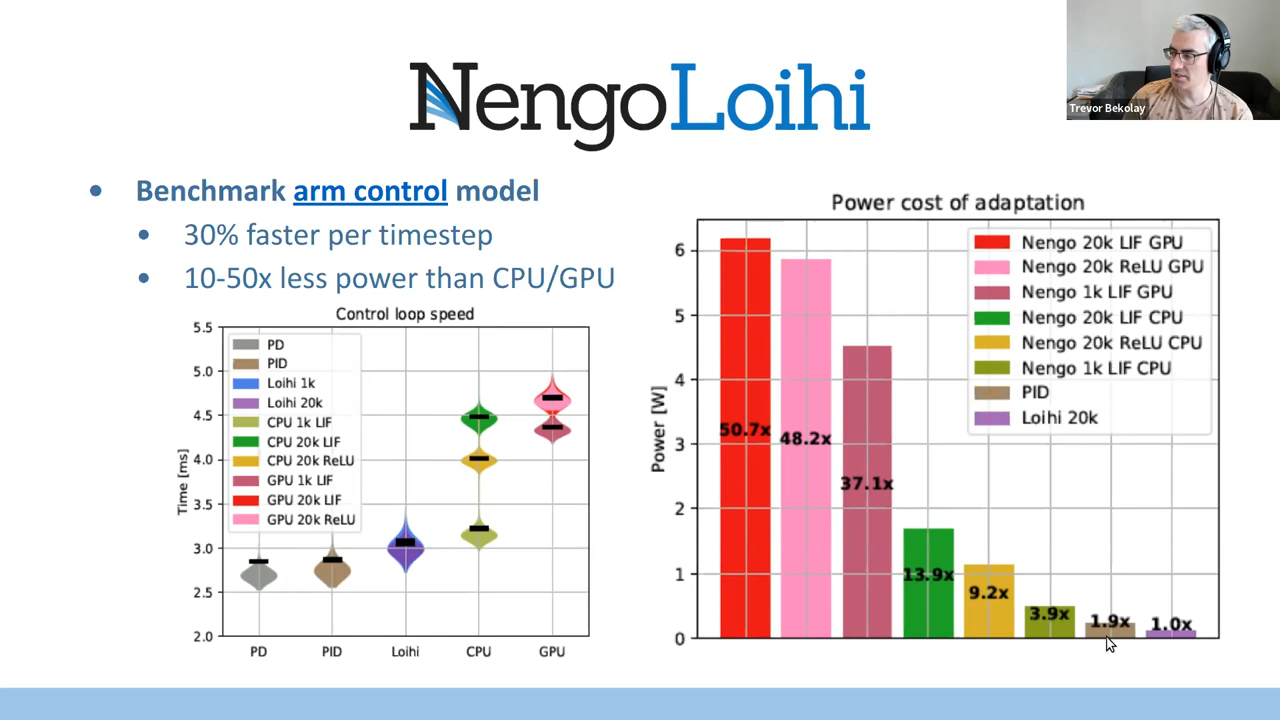 NengoLoihi
Trevor Bekolay
• Benchmark arm control model
• 30% faster per timestep
• 10-50x less power than CPU/GPU
Control loop speed
5.5
5.0
4.5
4.0
3.5
3.0
2.5
2.0
Time [ms]
PD
PID
Loihi 1k
Loihi 20k
CPU 1k LIF
CPU 20k LIF
CPU 20k ReLU
GPU 1k LIF
GPU 20k LIF
GPU 20k ReLU
PD PID Loihi CPU GPU
Power cost of adaptation
6
5
4
3
2
1
0
Power [W]
Nengo 20k LIF GPU
Nengo 20k ReLU GPU
Nengo 1k LIF GPU
Nengo 20k LIF CPU
Nengo 20k ReLU CPU
Nengo 1k LIF CPU
PID
Loihi 20k
50.7x
48.2x
37.1x
13.9x
9.2x
3.9x
1.9x
1.0x